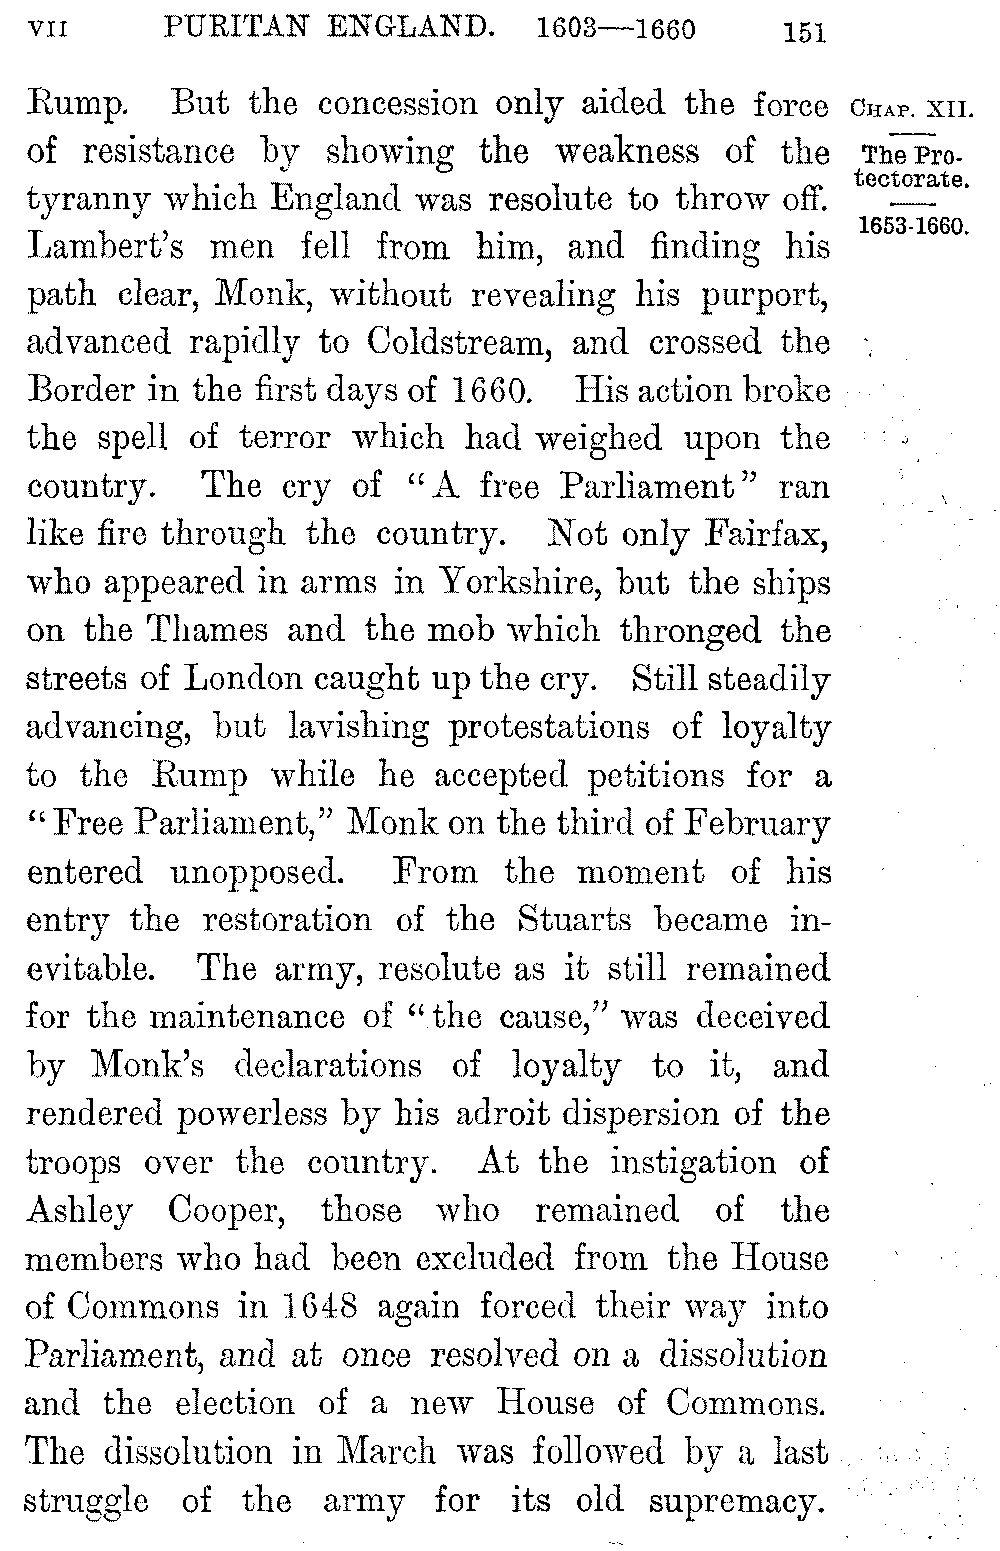 VII PURITAN ENGLAND. 1603—1660 151
Rump. But the concession only aided the force
of resistance by showing the weakness of the
tyranny which England was resolute to throw off.
Lambert's men fell from him, and finding his
path clear, Monk, without revealing his purport,
advanced rapidly to Coldstream, and crossed the
Border in the first days of 1660. His action broke
the spell of terror which had weighed upon the
country. The cry of "A free Parliament" ran
like fire through the country. Not only Fairfax,
who appeared in arms in Yorkshire, but the ships
on the Thames and the mob which thronged the
streets of London caught up the cry. Still steadily
advancing, but lavishing protestations of loyalty
to the Rump while he accepted petitions for a
"Free Parliament," Monk on the third of February
entered unopposed. From the moment of his
entry the restoration of the Stuarts became in-
evitable. The army, resolute as it still remained
for the maintenance of "the cause," was deceived
by Monk's declarations of loyalty to it, and
rendered powerless by his adroit dispersion of the
troops over the country. At the instigation of
Ashley Cooper, those who remained of the
members who had been excluded from the House
of Commons in 1648 again forced their way into
Parliament, and at once resolved on a dissolution
and the election of a new House of Commons.
The dissolution in March was followed by a last
struggle of the army for its old supremacy.
CHAP. XII.
The Pro-
tectorate.
1653-1660.